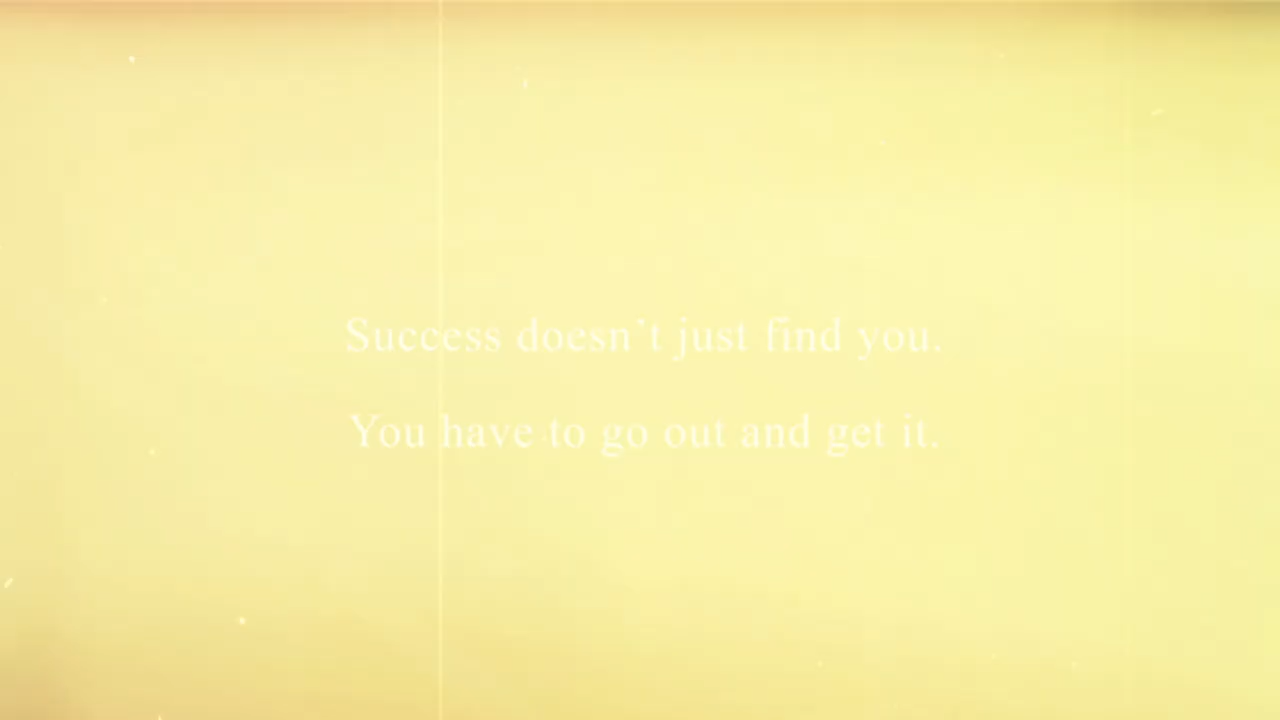 Success doesn’t just find you.
You have to go out and get it.